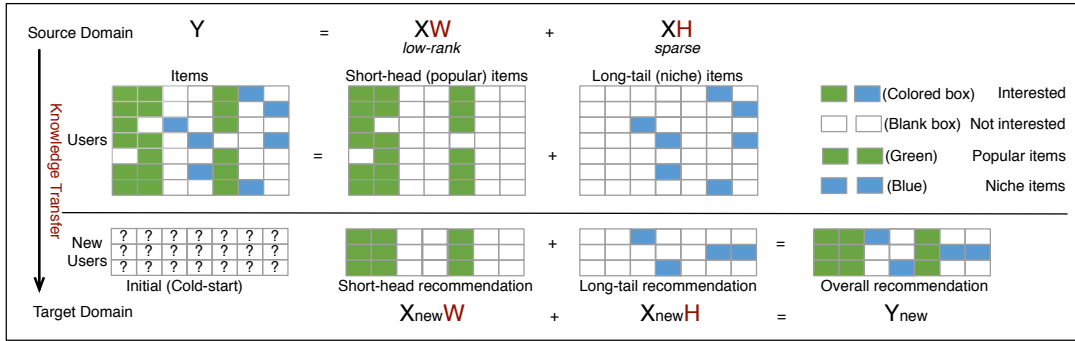 Source Domain Y = XW + XH
low-rank sparse
Items Short-head (popular) items Long-tail (niche) items
(Colored box) Interested
(Blank box) Not interested
Users = +
(Green) Popular items
(Blue) Niche items
Knowledge Transfer
New Users
? ? ? ? ? ? ?
? ? ? ? ? ? ?
? ? ? ? ? ? ?
+ =
Initial (Cold-start) Short-head recommendation Long-tail recommendation Overall recommendation
Target Domain XnewW + XnewH = Ynew